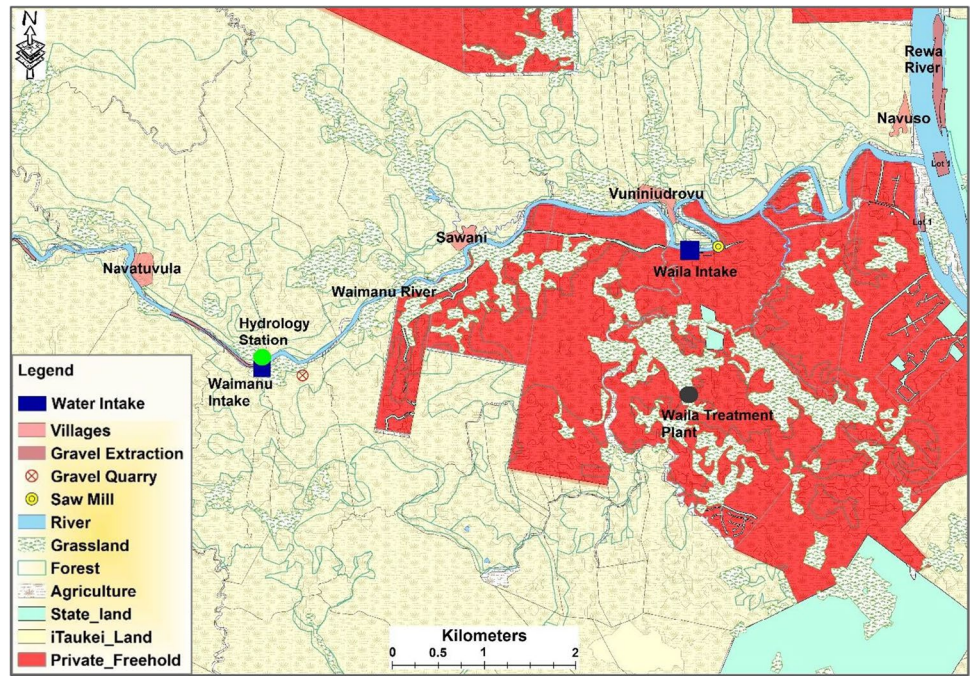 N
Rewa
River
Navuso
Lot 1
Vuniniudrovu
Lot 1
Sawani
Waila Intake
Navatuvula
Waimanu River
Hydrology
Station
Waimanu
Intake
Waila Treatment
Plant
Legend
Water Intake
Villages
Gravel Extraction
Gravel Quarry
Saw Mill
River
Grassland
Forest
Agriculture
State_land
iTaukei_Land
Private_Freehold
Kilometers
0 0.5 1 2